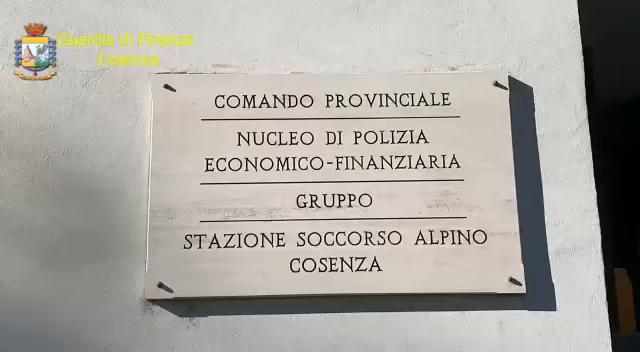 Guardia di Finanza
Cosenza
COMANDO PROVINCIALE
NUCLEO DI POLIZIA
ECONOMICO-FINANZIARIA
GRUPPO
STAZIONE SOCCORSO ALPINO
COSENZA